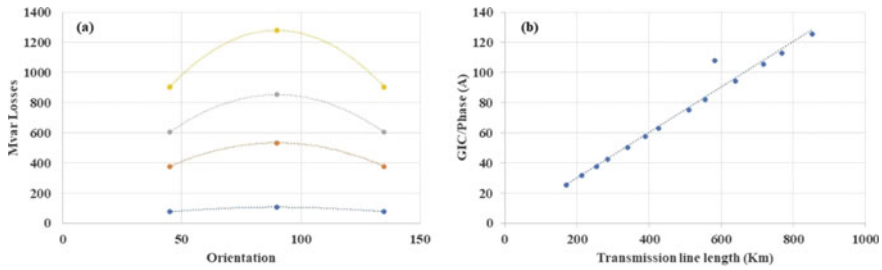 (a)
1400
1200
1000
800
600
400
200
0
Mvar Losses
0 50 100 150
Orientation
(b)
140
120
100
80
60
40
20
0
GIC/Phase (A)
0 200 400 600 800 1000
Transmission line length (Km)